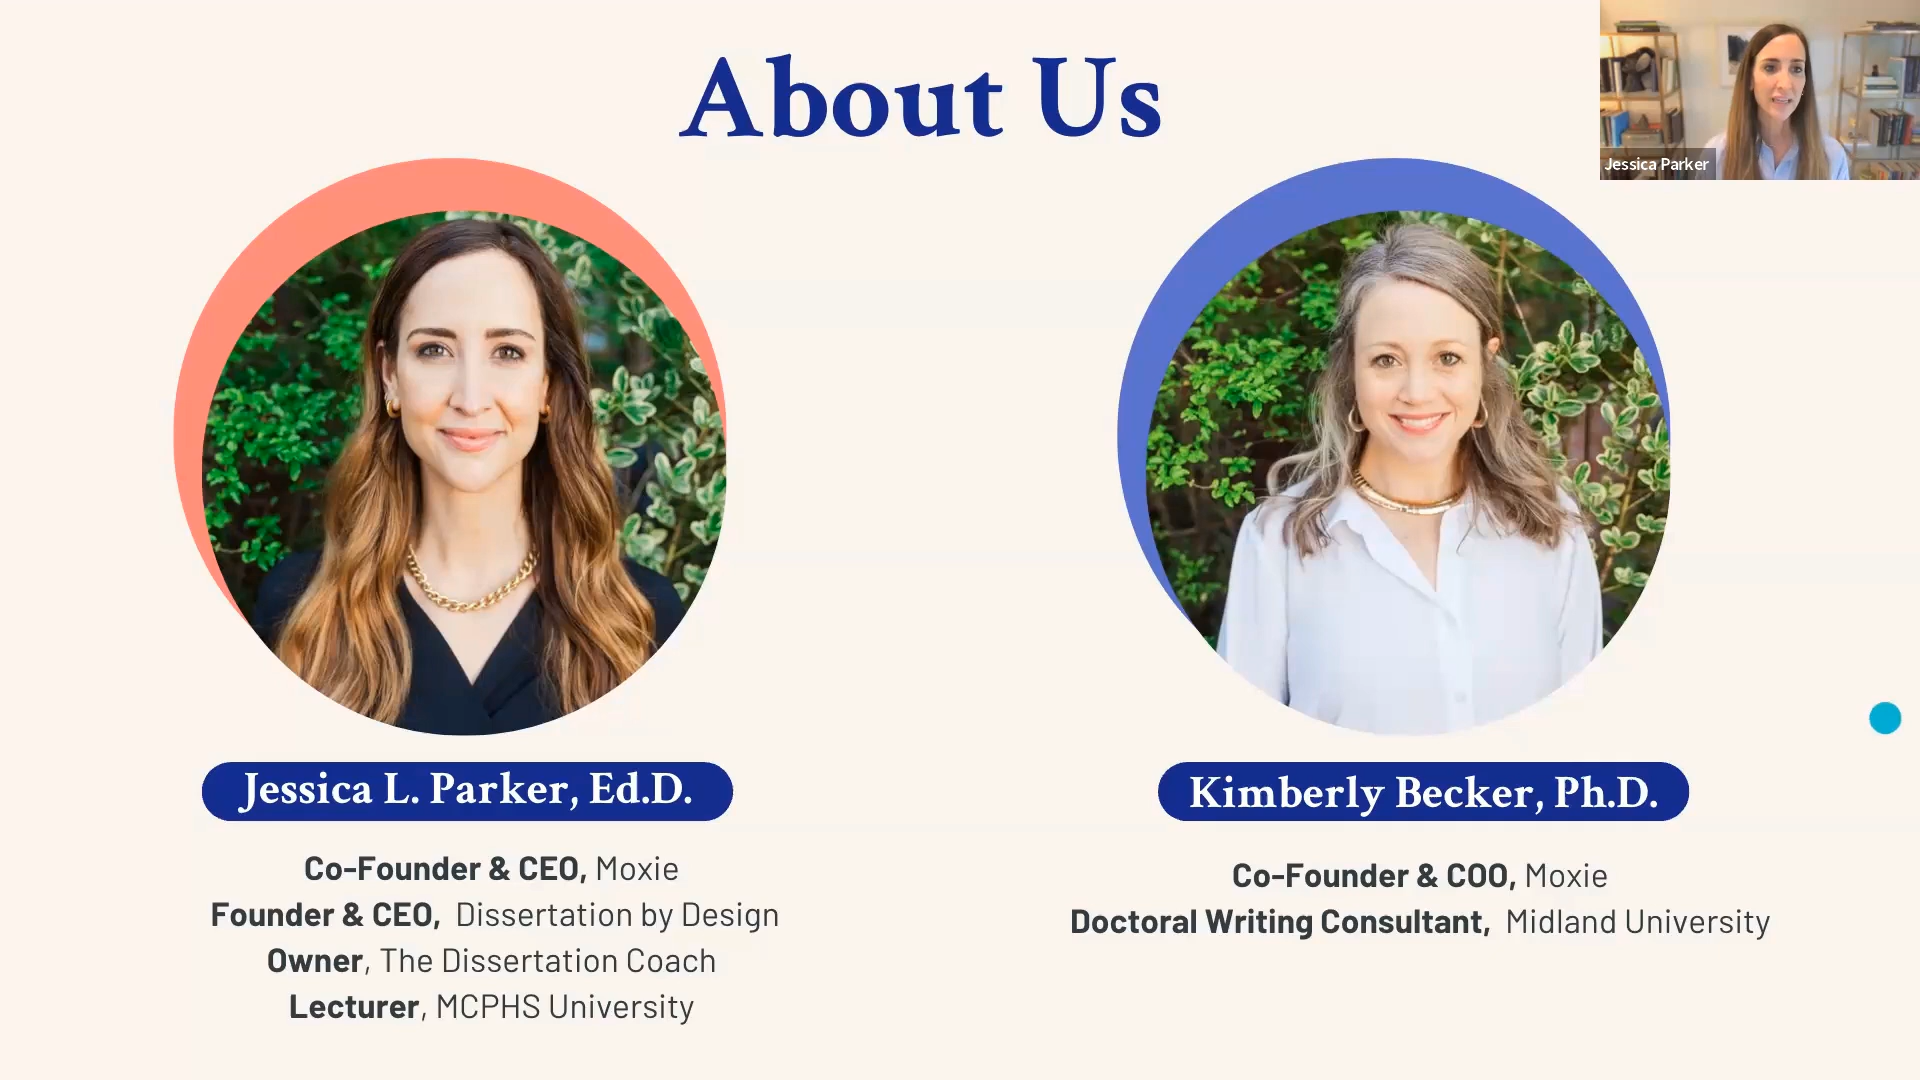 About Us
Jessica Parker
Jessica L. Parker, Ed.D.
Co-Founder & CEO, Moxie
Founder & CEO, Dissertation by Design
Owner, The Dissertation Coach
Lecturer, MCPHS University
Kimberly Becker, Ph.D.
Co-Founder & COO, Moxie
Doctoral Writing Consultant, Midland University